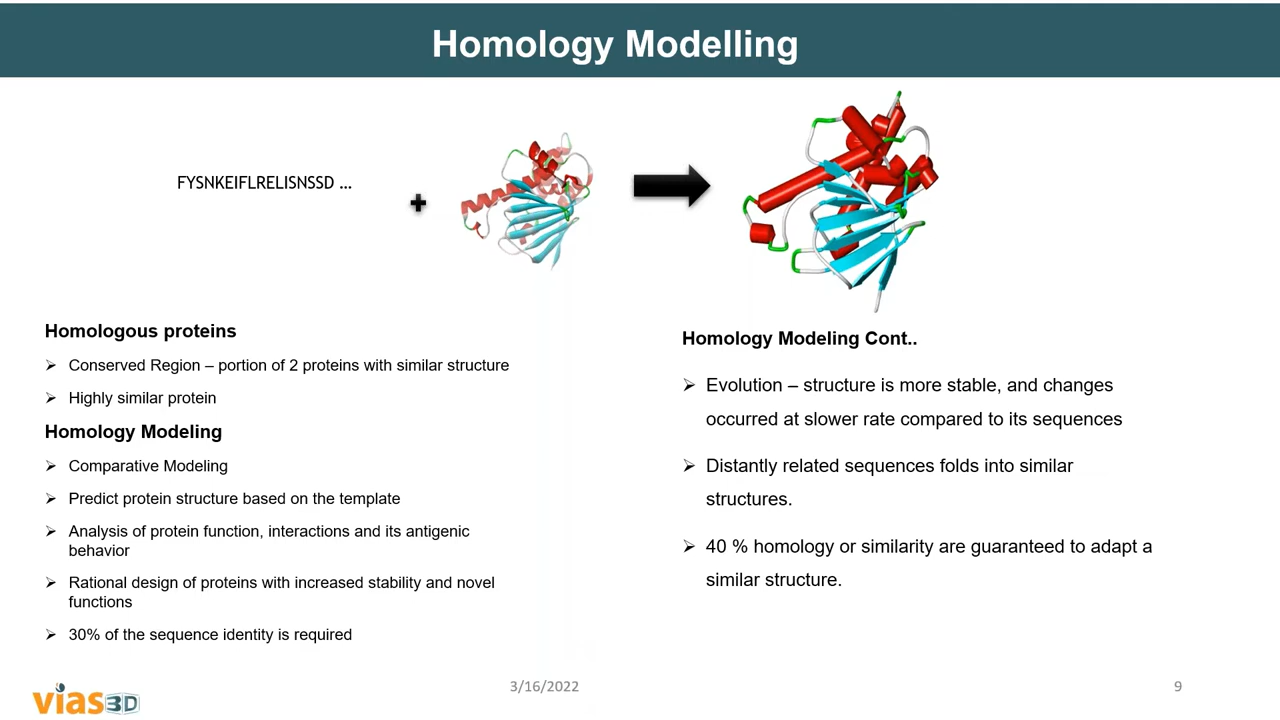 Homology Modelling
FYSNKEIFLRELISNSSD ...
+
Homologous proteins
➢ Conserved Region – portion of 2 proteins with similar structure
➢ Highly similar protein
Homology Modeling
➢ Comparative Modeling
➢ Predict protein structure based on the template
➢ Analysis of protein function, interactions and its antigenic
behavior
➢ Rational design of proteins with increased stability and novel
functions
➢ 30% of the sequence identity is required
Homology Modeling Cont..
➢ Evolution – structure is more stable, and changes
occurred at slower rate compared to its sequences
➢ Distantly related sequences folds into similar
structures.
➢ 40 % homology or similarity are guaranteed to adapt a
similar structure.
vias3D
3/16/2022
9